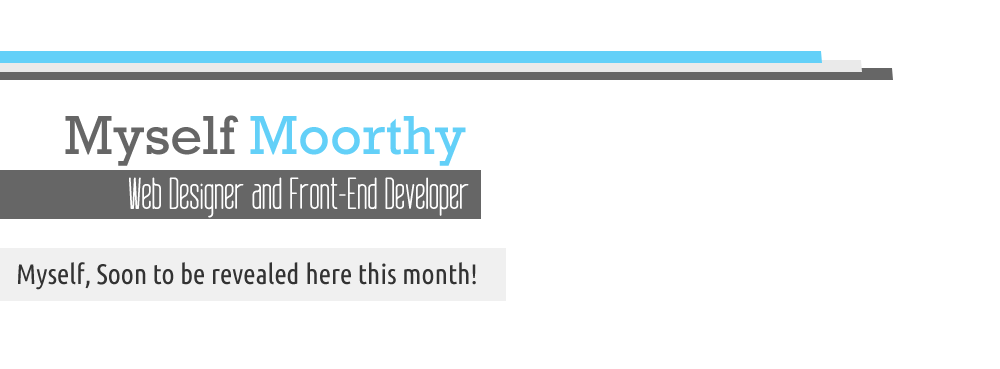 Myself Moorthy
Web Designer and Front-End Developer
Myself, Soon to be revealed here this month!